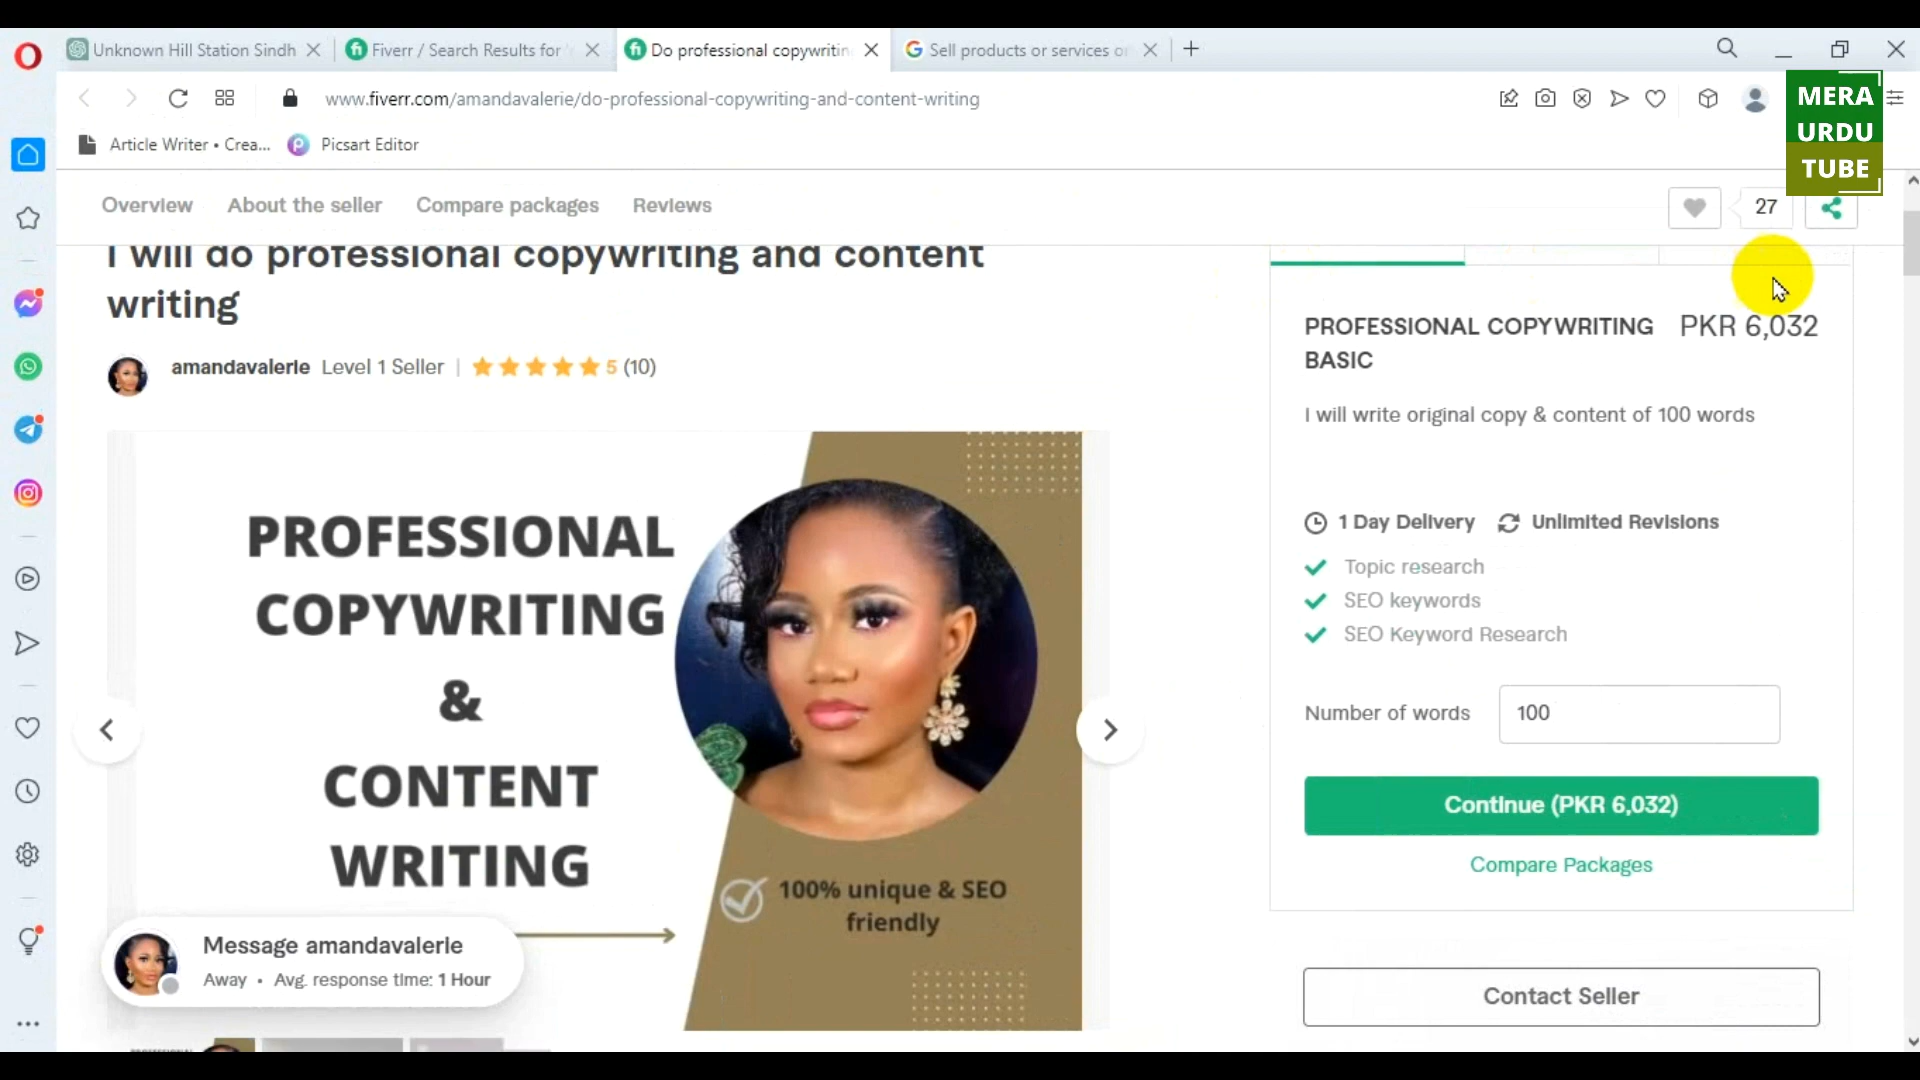 Unknown Hill Station Sindh
Fiverr / Search Results for
Do professional copywritin
Sell products or services or
www.fiverr.com/amandavalerie/do-professional-copywriting-and-content-writing
MERA
URDU
TUBE
Article Writer • Crea...
Picsart Editor
Overview
About the seller
Compare packages
Reviews
27
I will do professional copywriting and content
writing
amandavalerie Level 1 Seller | 5 (10)
PROFESSIONAL
COPYWRITING
&
CONTENT
WRITING
100% unique & SEO
friendly
Message amandavalerie
Away • Avg. response time: 1 Hour
PROFESSIONAL COPYWRITING PKR 6,032
BASIC
I will write original copy & content of 100 words
1 Day Delivery Unlimited Revisions
Topic research
SEO keywords
SEO Keyword Research
Number of words 100
Continue (PKR 6,032)
Compare Packages
Contact Seller